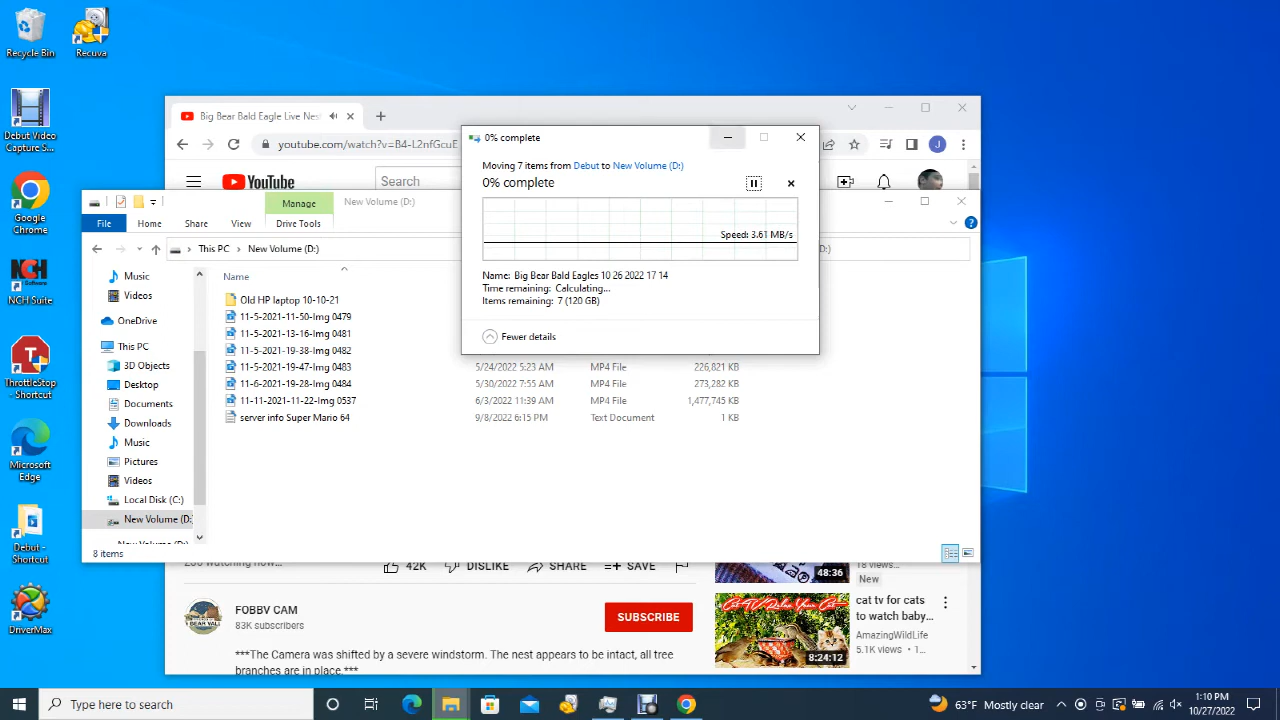 Recycle Bin
Recuva
Debut Video
Capture S...
Google
Chrome
NCH Suite
ThrottleStop
- Shortcut
Microsoft
Edge
Debut -
Shortcut
DriverMax
Big Bear Bald Eagle Live Nes
youtube.com/watch?v=B4-L2nfGcuE
J
YouTube
Search
0% complete
Moving 7 items from Debut to New Volume (D:)
0% complete
Speed: 3.61 MB/s
Name: Big Bear Bald Eagles 10 26 2022 17 14
Time remaining: Calculating...
Items remaining: 7 (120 GB)
Fewer details
Manage
New Volume (D:)
File
Home
Share
View
Drive Tools
This PC
New Volume (D:)
D:)
Music
Videos
OneDrive
This PC
3D Objects
Desktop
Documents
Downloads
Music
Pictures
Videos
Local Disk (C:)
New Volume (D:
New Volume (D:)
Name
Old HP laptop 10-10-21
11-5-2021-11-50-Img 0479
11-5-2021-13-16-Img 0481
11-5-2021-19-38-Img 0482
11-5-2021-19-47-Img 0483 5/24/2022 5:23 AM MP4 File 226,821 KB
11-6-2021-19-28-Img 0484 5/30/2022 7:55 AM MP4 File 273,282 KB
11-11-2021-11-22-Img 0537 6/3/2022 11:39 AM MP4 File 1,477,745 KB
server info Super Mario 64 9/8/2022 6:15 PM Text Document 1 KB
8 items
watching now...
42K DISLIKE SHARE SAVE
FOBBV CAM
83K subscribers
SUBSCRIBE
***The Camera was shifted by a severe windstorm. The nest appears to be intact, all tree
branches are in place.***
48:36
18 views...
New
Cat TV Relax Your Cat
8:24:12
cat tv for cats
to watch baby...
AmazingWildLife
5.1K views • 1...
Type here to search
63°F Mostly clear
1:10 PM
10/27/2022